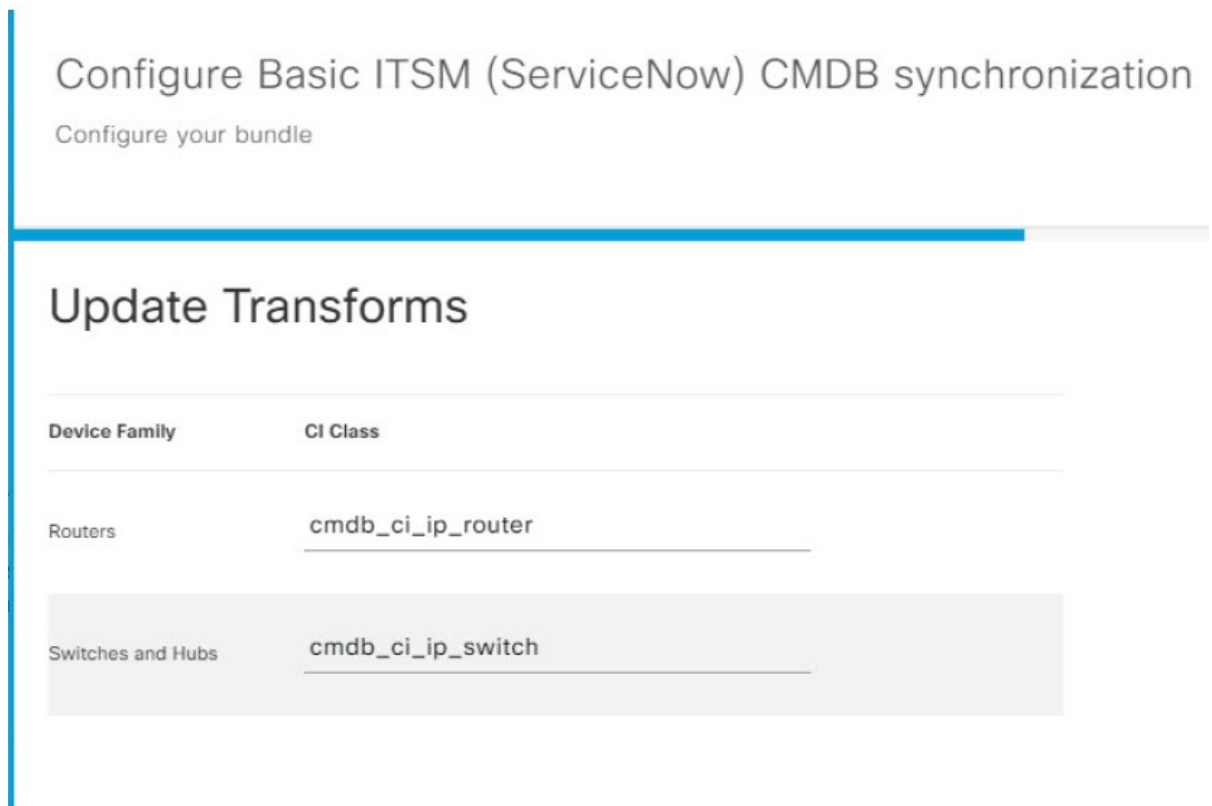 Configure Basic ITSM (ServiceNow) CMDB synchronization
Configure your bundle
Update Transforms
Device Family CI Class
Routers cmdb_ci_ip_router
Switches and Hubs cmdb_ci_ip_switch